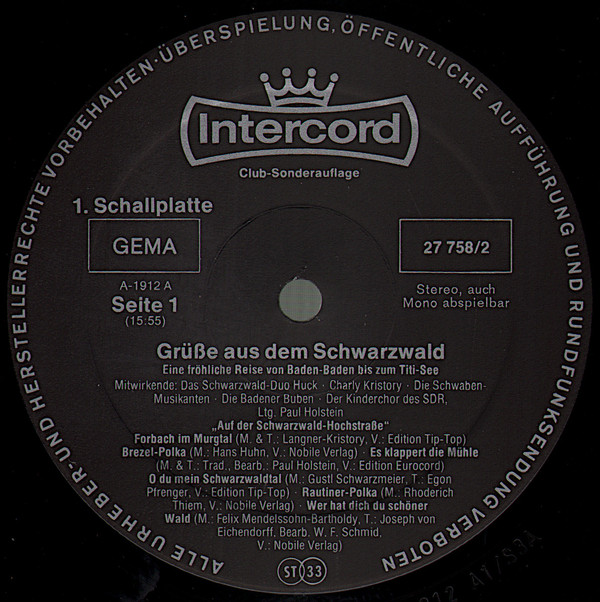 ALLE URHEBER- UND HERSTELLERRECHTE VORBEHALTEN · ÜBERSPIELUNG, ÖFFENTLICHE AUFFÜHRUNG UND RUNDFUNKSENDUNG VERBOTEN
Intercord
Club-Sonderauflage
1. Schallplatte
GEMA
27 758/2
A-1912 A
Seite 1
(15:55)
Stereo, auch
Mono abspielbar
Grüße aus dem Schwarzwald
Eine fröhliche Reise von Baden-Baden bis zum Titi-See
Mitwirkende: Das Schwarzwald-Duo Huck · Charly Kristory · Die Schwaben-
Musikanten · Die Badener Buben · Der Kinderchor des SDR,
Ltg. Paul Holstein
„Auf der Schwarzwald-Hochstraße“
Forbach im Murgtal (M. & T.: Langner-Kristory, V.: Edition Tip-Top)
Brezel-Polka (M.: Hans Huhn, V.: Nobile Verlag) · Es klappert die Mühle
(M. & T.: Trad., Bearb.: Paul Holstein, V.: Edition Eurocord)
O du mein Schwarzwaldtal (M.: Gustl Schwarzmeier, T.: Egon
Pfrenger, V.: Edition Tip-Top) · Rautiner-Polka (M.. Rhoderich
Thiem, V.: Nobile Verlag) · Wer hat dich du schöner
Wald (M.: Felix Mendelssohn-Bartholdy, T.: Joseph von
Eichendorff, Bearb. W. F. Schmid,
V.: Nobile Verlag)
ST 33